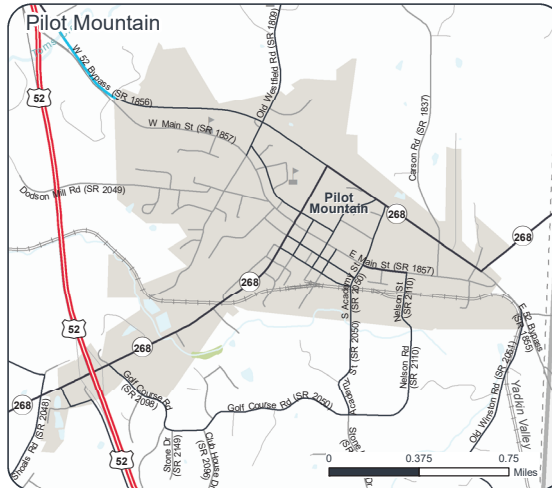 Pilot Mountain
Toms
52
W 52 Bypass (SR 1856)
Old Westfield Rd (SR 1809)
W Main St (SR 1857)
Carson Rd (SR 1837)
Dodson Mill Rd (SR 2049)
Pilot
Mountain
268
268
E Main St (SR 1857)
268
S Academy St
(SR 2050)
Nelson St
(SR 2110)
52
268
E 52 Bypass
(SR 1855)
Academy
St (SR 2050)
Nelson Rd
(SR 2110)
Old Winston Rd (SR 2051)
Yadkin Valley
Golf Course Rd
(SR 2098)
Golf Course Rd (SR 2050)
268
Shoals Rd (SR 2048)
52
Stone Dr
(SR 2149)
Club House Dr
Stone
0 0.375 0.75
Miles